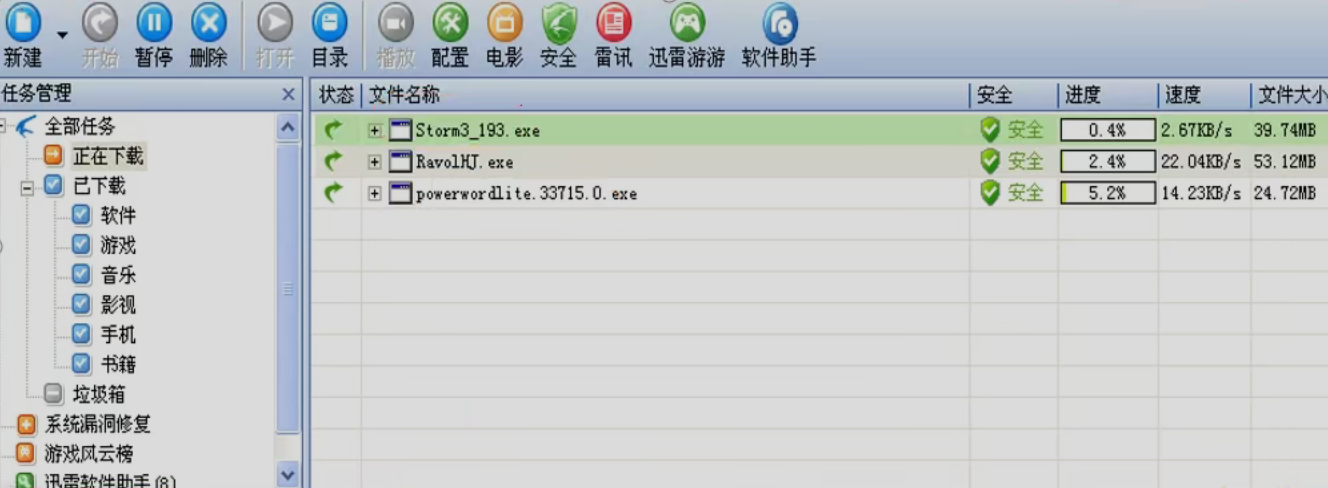 新建 开始 暂停 删除 打开 目录 播放 配置 电影 安全 雷讯 迅雷游游 软件助手
任务管理
状态 文件名称 安全 进度 速度 文件大小
全部任务
正在下载
已下载
软件
游戏
音乐
影视
手机
书籍
垃圾箱
系统漏洞修复
游戏风云榜
迅雷软件助手(8)
Storm3_193.exe 安全 0.4% 2.67KB/s 39.74MB
RavolHJ.exe 安全 2.4% 22.04KB/s 53.12MB
powerwordlite.33715.0.exe 安全 5.2% 14.23KB/s 24.72MB